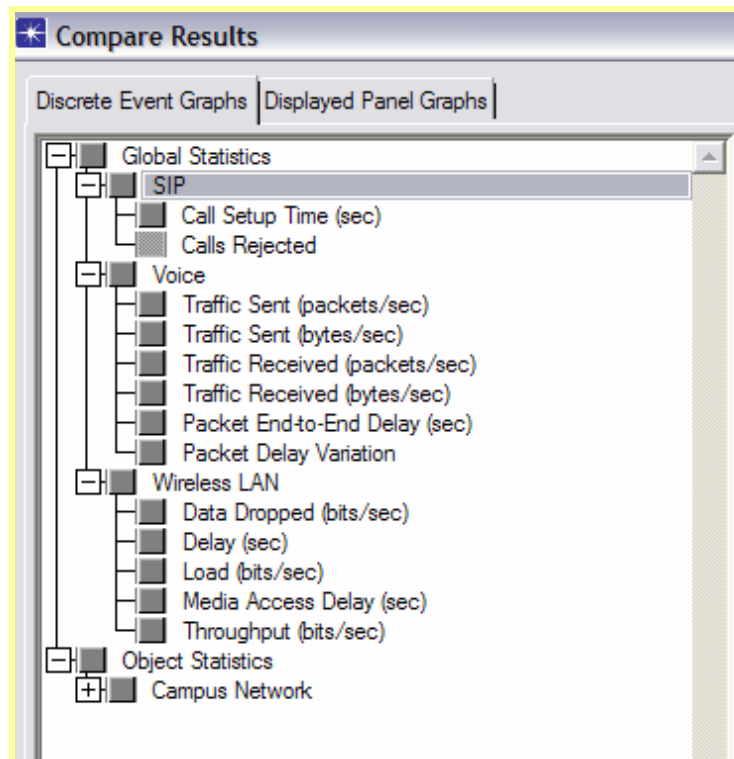 Compare Results
Discrete Event Graphs Displayed Panel Graphs
Global Statistics
SIP
Call Setup Time (sec)
Calls Rejected
Voice
Traffic Sent (packets/sec)
Traffic Sent (bytes/sec)
Traffic Received (packets/sec)
Traffic Received (bytes/sec)
Packet End-to-End Delay (sec)
Packet Delay Variation
Wireless LAN
Data Dropped (bits/sec)
Delay (sec)
Load (bits/sec)
Media Access Delay (sec)
Throughput (bits/sec)
Object Statistics
Campus Network